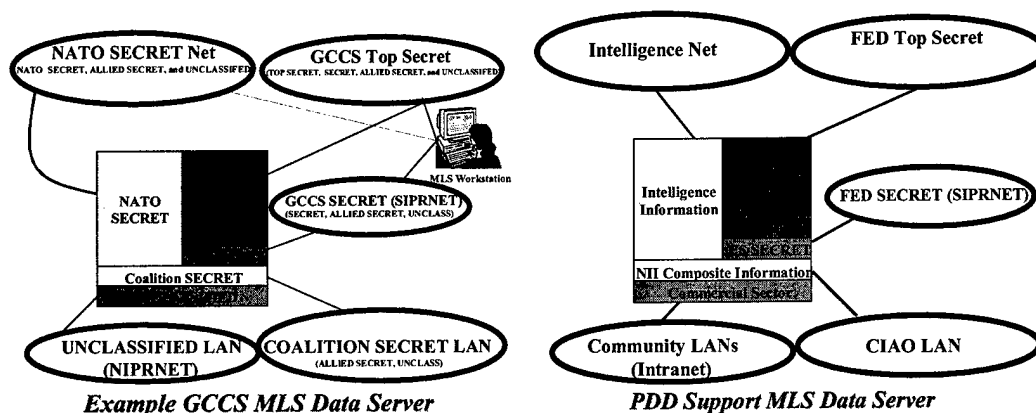 NATO SECRET Net
(NATO SECRET, ALLIED SECRET, and UNCLASSIFED)
GCCS Top Secret
(TOP SECRET, SECRET, ALLIED SECRET, and UNCLASSIFED)
MLS Workstation
NATO
SECRET
GCCS SECRET (SIPRNET)
(SECRET, ALLIED SECRET, UNCLASS)
Coalition SECRET
UNCLASSIFIED LAN
(NIPRNET)
COALITION SECRET LAN
(ALLIED SECRET, UNCLASS)
Example GCCS MLS Data Server
Intelligence Net
FED Top Secret
Intelligence
Information
FED SECRET (SIPRNET)
SECRET
NII Composite Information
Commercial Sector
Community LANs
(Intranet)
CIAO LAN
PDD Support MLS Data Server